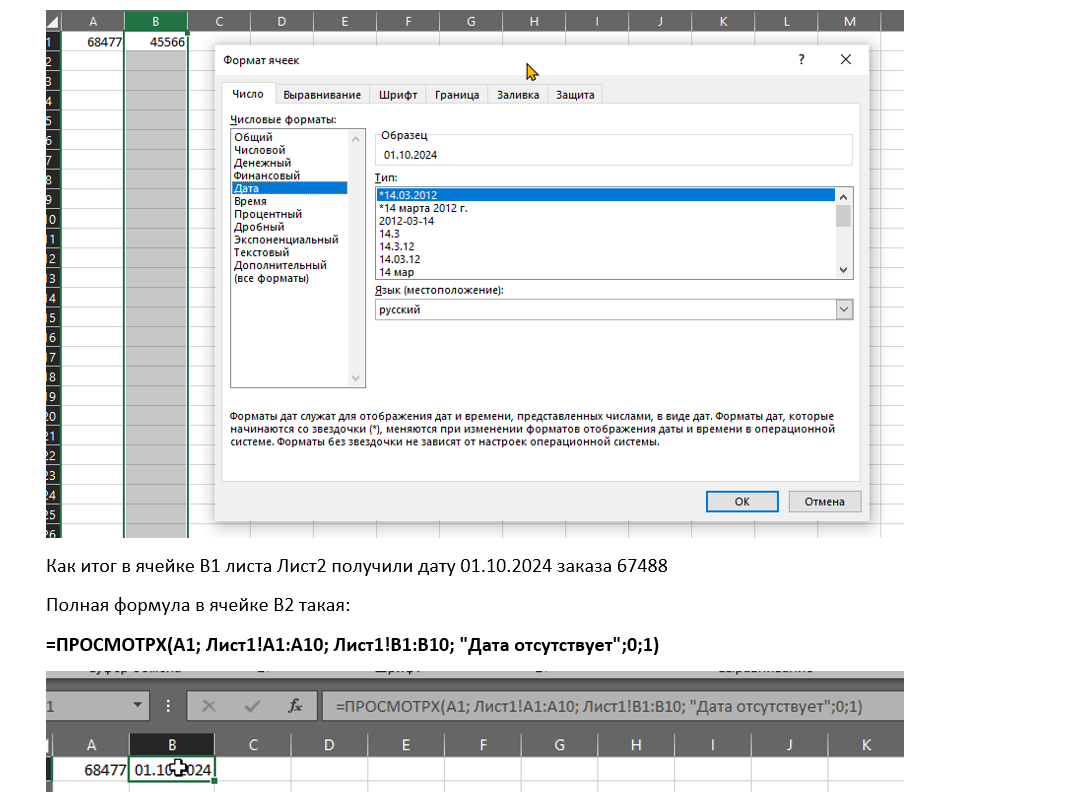 A B C D E F G H I J K L M
1 68477 45566
2
3
4
5
6
7
8
9
10
11
12
13
14
15
16
17
18
19
20
21
22
23
24
25
26
Формат ячеек ?
Число Выравнивание Шрифт Граница Заливка Защита
Числовые форматы:
Общий
Числовой
Денежный
Финансовый
Дата
Время
Процентный
Дробный
Экспоненциальный
Текстовый
Дополнительный
(все форматы)
Образец
01.10.2024
Тип:
*14.03.2012
*14 марта 2012 г.
2012-03-14
14.3
14.3.12
14.03.12
14 мар
Язык (местоположение):
русский
Форматы дат служат для отображения дат и времени, представленных числами, в виде дат. Форматы дат, которые
начинаются со звездочки (*), меняются при изменении форматов отображения даты и времени в операционной
системе. Форматы без звездочки не зависят от настроек операционной системы.
ОК Отмена
Как итог в ячейке B1 листа Лист2 получили дату 01.10.2024 заказа 67488
Полная формула в ячейке B2 такая:
=ПРОСМОТРX(A1; Лист1!A1:A10; Лист1!B1:B10; "Дата отсутствует";0;1)
1 fx =ПРОСМОТРX(A1; Лист1!A1:A10; Лист1!B1:B10; "Дата отсутствует";0;1)
A B C D E F G H I J K
68477 01.10.2024